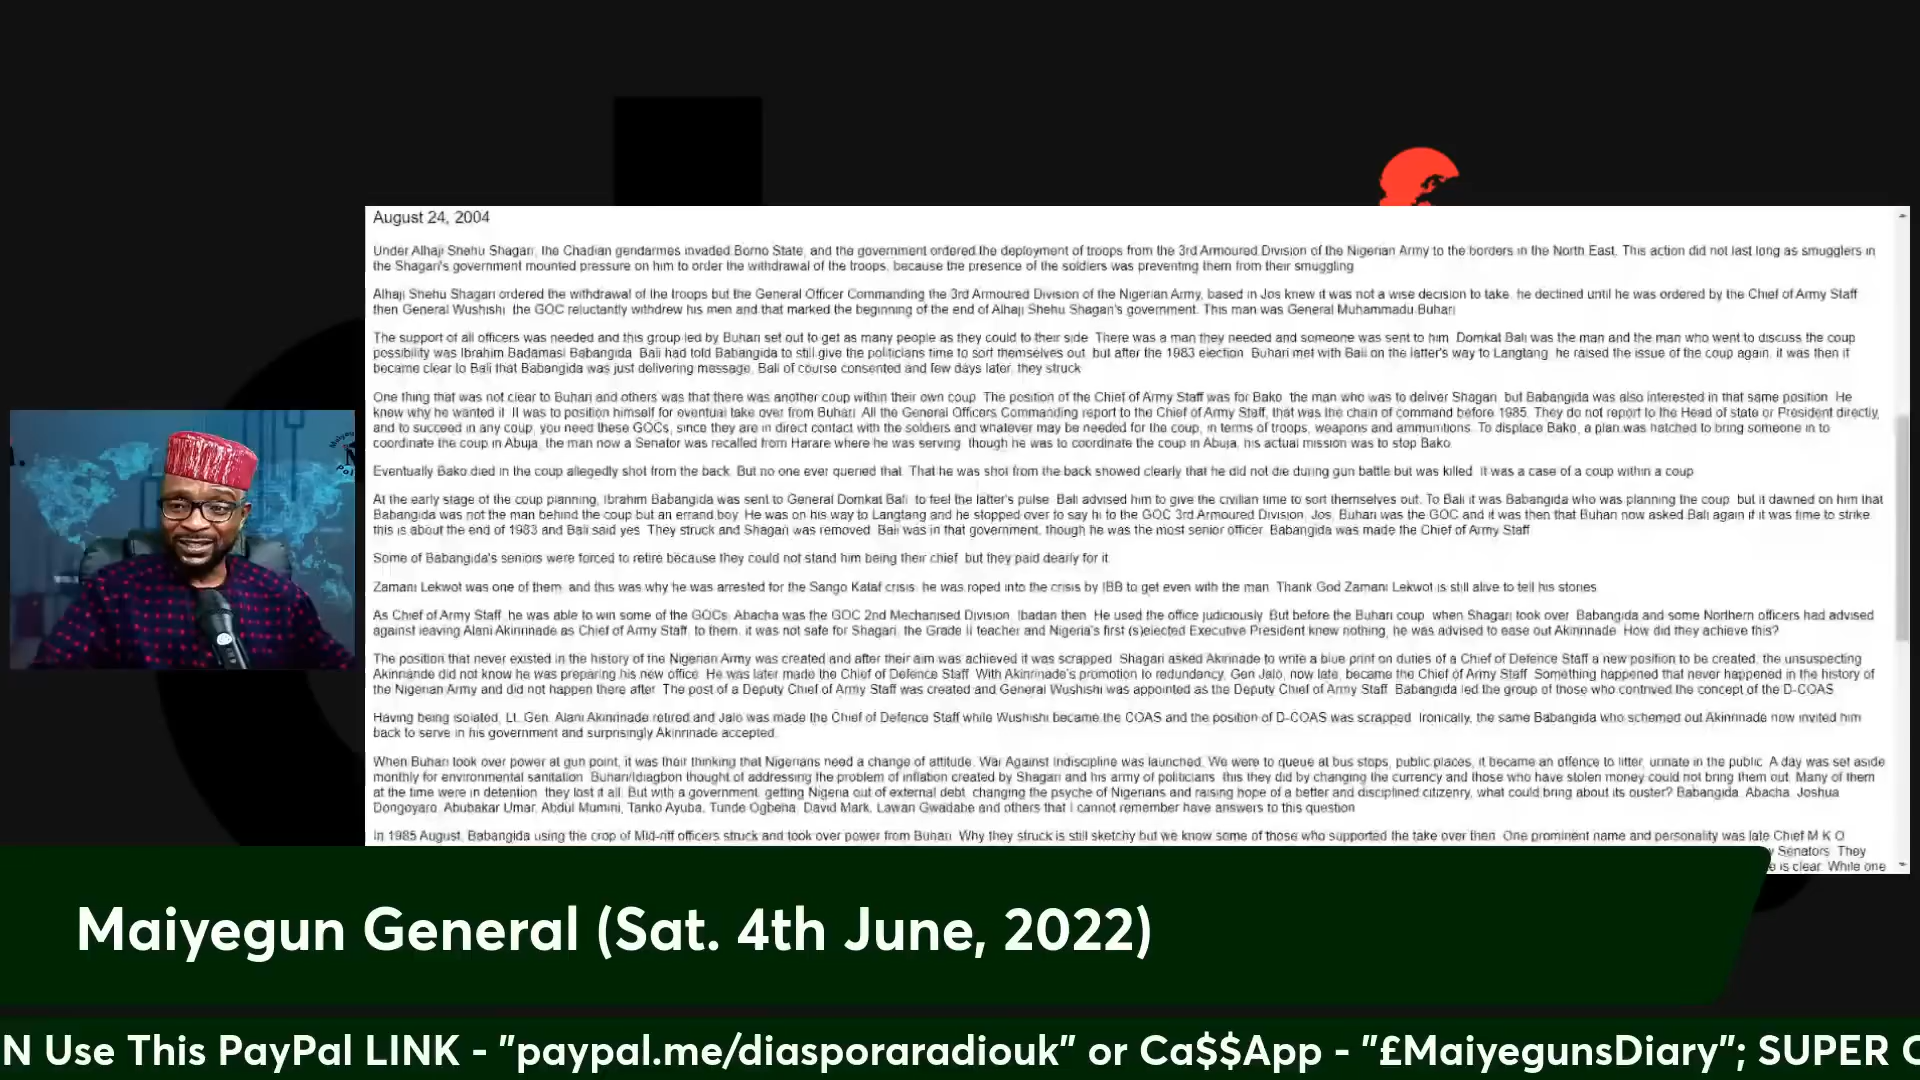 August 24, 2004
Under Alhaji Shehu Shagari, the Chadian gendarmes invaded Borno State, and the government ordered the deployment of troops from the 3rd Armoured Division of the Nigerian Army to the borders in the North East. This action did not last long as smugglers in
the Shagari's government mounted pressure on him to order the withdrawal of the troops, because the presence of the soldiers was preventing them from their smuggling
Alhaji Shehu Shagari ordered the withdrawal of the troops but the General Officer Commanding the 3rd Armoured Division of the Nigerian Army, based in Jos knew it was not a wise decision to take, he declined until he was ordered by the Chief of Army Staff
then General Wushishi, the GOC reluctantly withdrew his men and that marked the beginning of the end of Alhaji Shehu Shagari's government. This man was General Muhammadu Buhari
The support of all officers was needed and this group led by Buhari set out to get as many people as they could to their side. There was a man they needed and someone was sent to him. Domkat Bali was the man and the man who went to discuss the coup
possibility was Ibrahim Badamasi Babangida. Bali had told Babangida to still give the politicians time to sort themselves out, but after the 1983 election, Buhari met with Bali on the latter's way to Langtang, he raised the issue of the coup again, it was then it
became clear to Bali that Babangida was just delivering message, Bali of course consented and few days later, they struck
One thing that was not clear to Buhari and others was that there was another coup within their own coup. The position of the Chief of Army Staff was for Bako, the man who was to deliver Shagari, but Babangida was also interested in that same position. He
knew why he wanted it. It was to position himself for eventual take over from Buhari. All the General Officers Commanding report to the Chief of Army Staff, that was the chain of command before 1985. They do not report to the Head of state or President directly,
and to succeed in any coup, you need these GOCs, since they are in direct contact with the soldiers and whatever may be needed for the coup, in terms of troops, weapons and ammunitions. To displace Bako, a plan was hatched to bring someone in to
coordinate the coup in Abuja, the man now a Senator was recalled from Harare where he was serving, though he was to coordinate the coup in Abuja, his actual mission was to stop Bako.
Eventually Bako died in the coup allegedly shot from the back. But no one ever queried that. That he was shot from the back showed clearly that he did not die during gun battle but was killed. It was a case of a coup within a coup
At the early stage of the coup planning, Ibrahim Babangida was sent to General Domkat Bali, to feel the latter's pulse. Bali advised him to give the civilian time to sort themselves out. To Bali it was Babangida who was planning the coup, but it dawned on him that
Babangida was not the man behind the coup but an errand boy. He was on his way to Langtang and he stopped over to say hi to the GOC 3rd Armoured Division, Jos, Buhari was the GOC and it was then that Buhari now asked Bali again if it was time to strike,
this is about the end of 1983 and Bali said yes. They struck and Shagari was removed. Bali was in that government, though he was the most senior officer. Babangida was made the Chief of Army Staff
Some of Babangida's seniors were forced to retire because they could not stand him being their chief, but they paid dearly for it.
Zamani Lekwot was one of them, and this was why he was arrested for the Sango Kataf crisis, he was roped into the crisis by IBB to get even with the man. Thank God Zamani Lekwot is still alive to tell his stories.
As Chief of Army Staff, he was able to win some of the GOCs, Abacha was the GOC 2nd Mechanised Division, Ibadan then. He used the office judiciously. But before the Buhari coup, when Shagari took over, Babangida and some Northern officers had advised
against leaving Alani Akinrinade as Chief of Army Staff, to them, it was not safe for Shagari, the Grade II teacher and Nigeria's first (s)elected Executive President knew nothing, he was advised to ease out Akinrinade. How did they achieve this?
The position that never existed in the history of the Nigerian Army was created and after their aim was achieved it was scrapped. Shagari asked Akinrinade to write a blue print on duties of a Chief of Defence Staff a new position to be created, the unsuspecting
Akinrinande did not know he was preparing his new office. He was later made the Chief of Defence Staff. With Akinrinade's promotion to redundancy, Gen Jalo, now late, became the Chief of Army Staff. Something happened that never happened in the history of
the Nigerian Army and did not happen there after. The post of a Deputy Chief of Army Staff was created and General Wushishi was appointed as the Deputy Chief of Army Staff. Babangida led the group of those who contrived the concept of the D-COAS
Having being isolated, Lt. Gen. Alani Akinrinade retired and Jalo was made the Chief of Defence Staff while Wushishi became the COAS and the position of D-COAS was scrapped. Ironically, the same Babangida who schemed out Akinrinade now invited him
back to serve in his government and surprisingly Akinrinade accepted.
When Buhari took over power at gun point, it was their thinking that Nigerians need a change of attitude. War Against Indiscipline was launched. We were to queue at bus stops, public places, it became an offence to litter, urinate in the public. A day was set aside
monthly for environmental sanitation. Buhari/Idiagbon thought of addressing the problem of inflation created by Shagari and his army of politicians, this they did by changing the currency and those who have stolen money could not bring them out. Many of them
at the time were in detention, they lost it all. But with a government, getting Nigeria out of external debt, changing the psyche of Nigerians and raising hope of a better and disciplined citizenry, what could bring about its ouster? Babangida, Abacha, Joshua
Dongoyaro, Abubakar Umar, Abdul Mumini, Tanko Ayuba, Tunde Ogbeha, David Mark, Lawan Gwadabe and others that I cannot remember have answers to this question
In 1985 August, Babangida using the crop of Mid-riff officers struck and took over power from Buhari. Why they struck is still sketchy but we know some of those who supported the take over then. One prominent name and personality was late Chief M K O
Senators. They
is clear. While one
Maiyegun General (Sat. 4th June, 2022)
N Use This PayPal LINK - "paypal.me/diasporaradiouk" or Ca$$App - "£MaiyegunsDiary"; SUPER